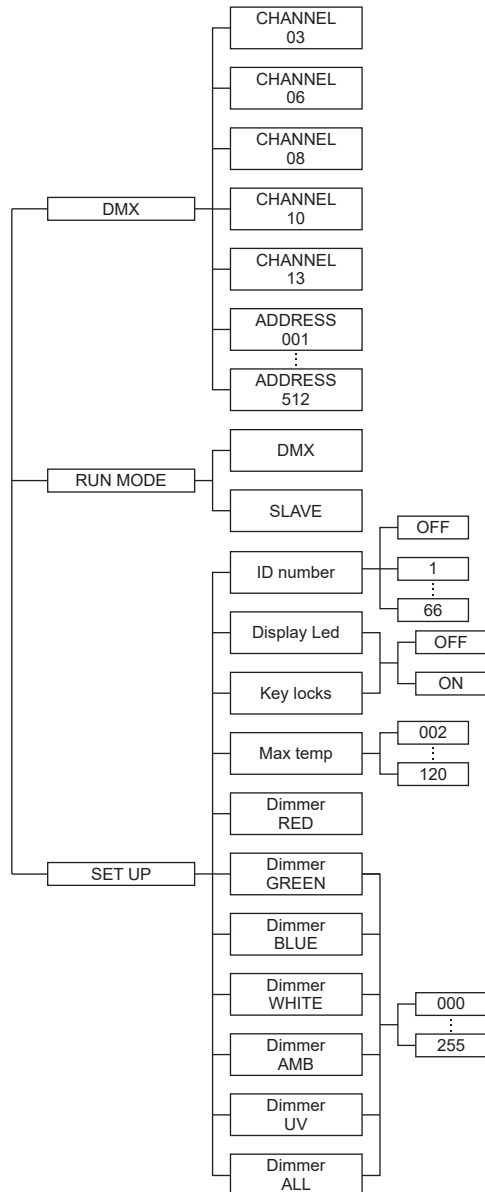 DMX
CHANNEL
03
CHANNEL
06
CHANNEL
08
CHANNEL
10
CHANNEL
13
ADDRESS
001
ADDRESS
512
RUN MODE
DMX
SLAVE
SET UP
ID number
OFF
1
66
Display Led
Key locks
OFF
ON
Max temp
002
120
Dimmer
RED
Dimmer
GREEN
Dimmer
BLUE
Dimmer
WHITE
Dimmer
AMB
Dimmer
UV
Dimmer
ALL
000
255